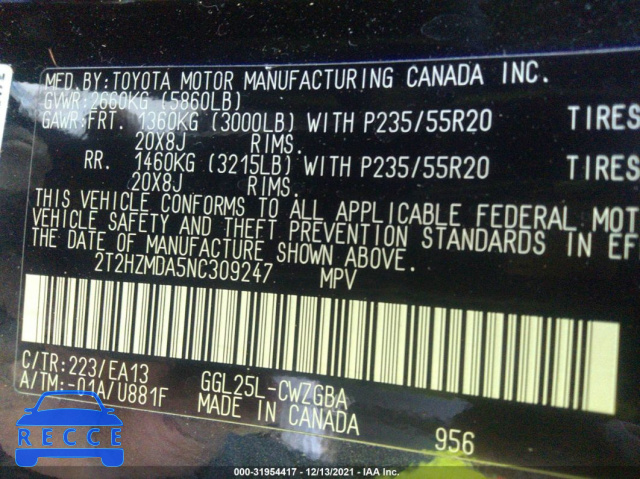 MFD. BY: TOYOTA MOTOR MANUFACTURING CANADA INC.
GVWR: 2660KG (5860LB)
GAWR: FRT. 1360KG (3000LB) WITH P235/55R20 TIRES
20X8J RIMS.
RR. 1460KG (3215LB) WITH P235/55R20 TIRES
20X8J RIMS.
THIS VEHICLE CONFORMS TO ALL APPLICABLE FEDERAL MOT
VEHICLE SAFETY AND THEFT PREVENTION STANDARDS IN EF
THE DATE OF MANUFACTURE SHOWN ABOVE.
2T2HZMDA5NC309247 MPV
C/TR: 223/EA13 GGL25L-CWZGBA
A/TM: -01A/U881F MADE IN CANADA 956
BIDCARS
000-31954417 - 12/13/2021 - IAA Inc.